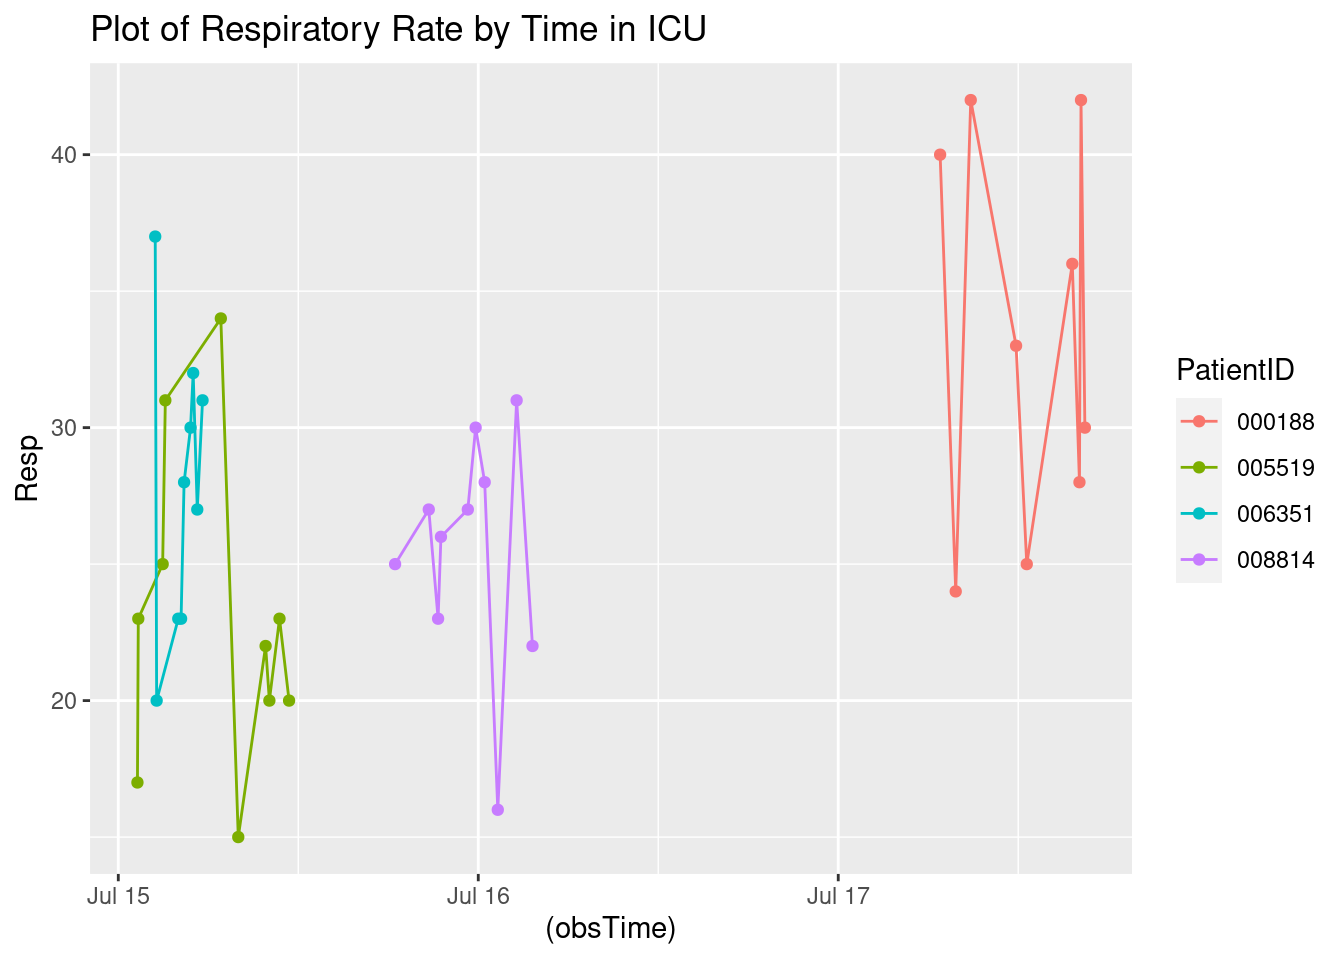 Plot of Respiratory Rate by Time in ICU
40
30
20
Resp
Jul 15
Jul 16
Jul 17
(obsTime)
PatientID
000188
005519
006351
008814